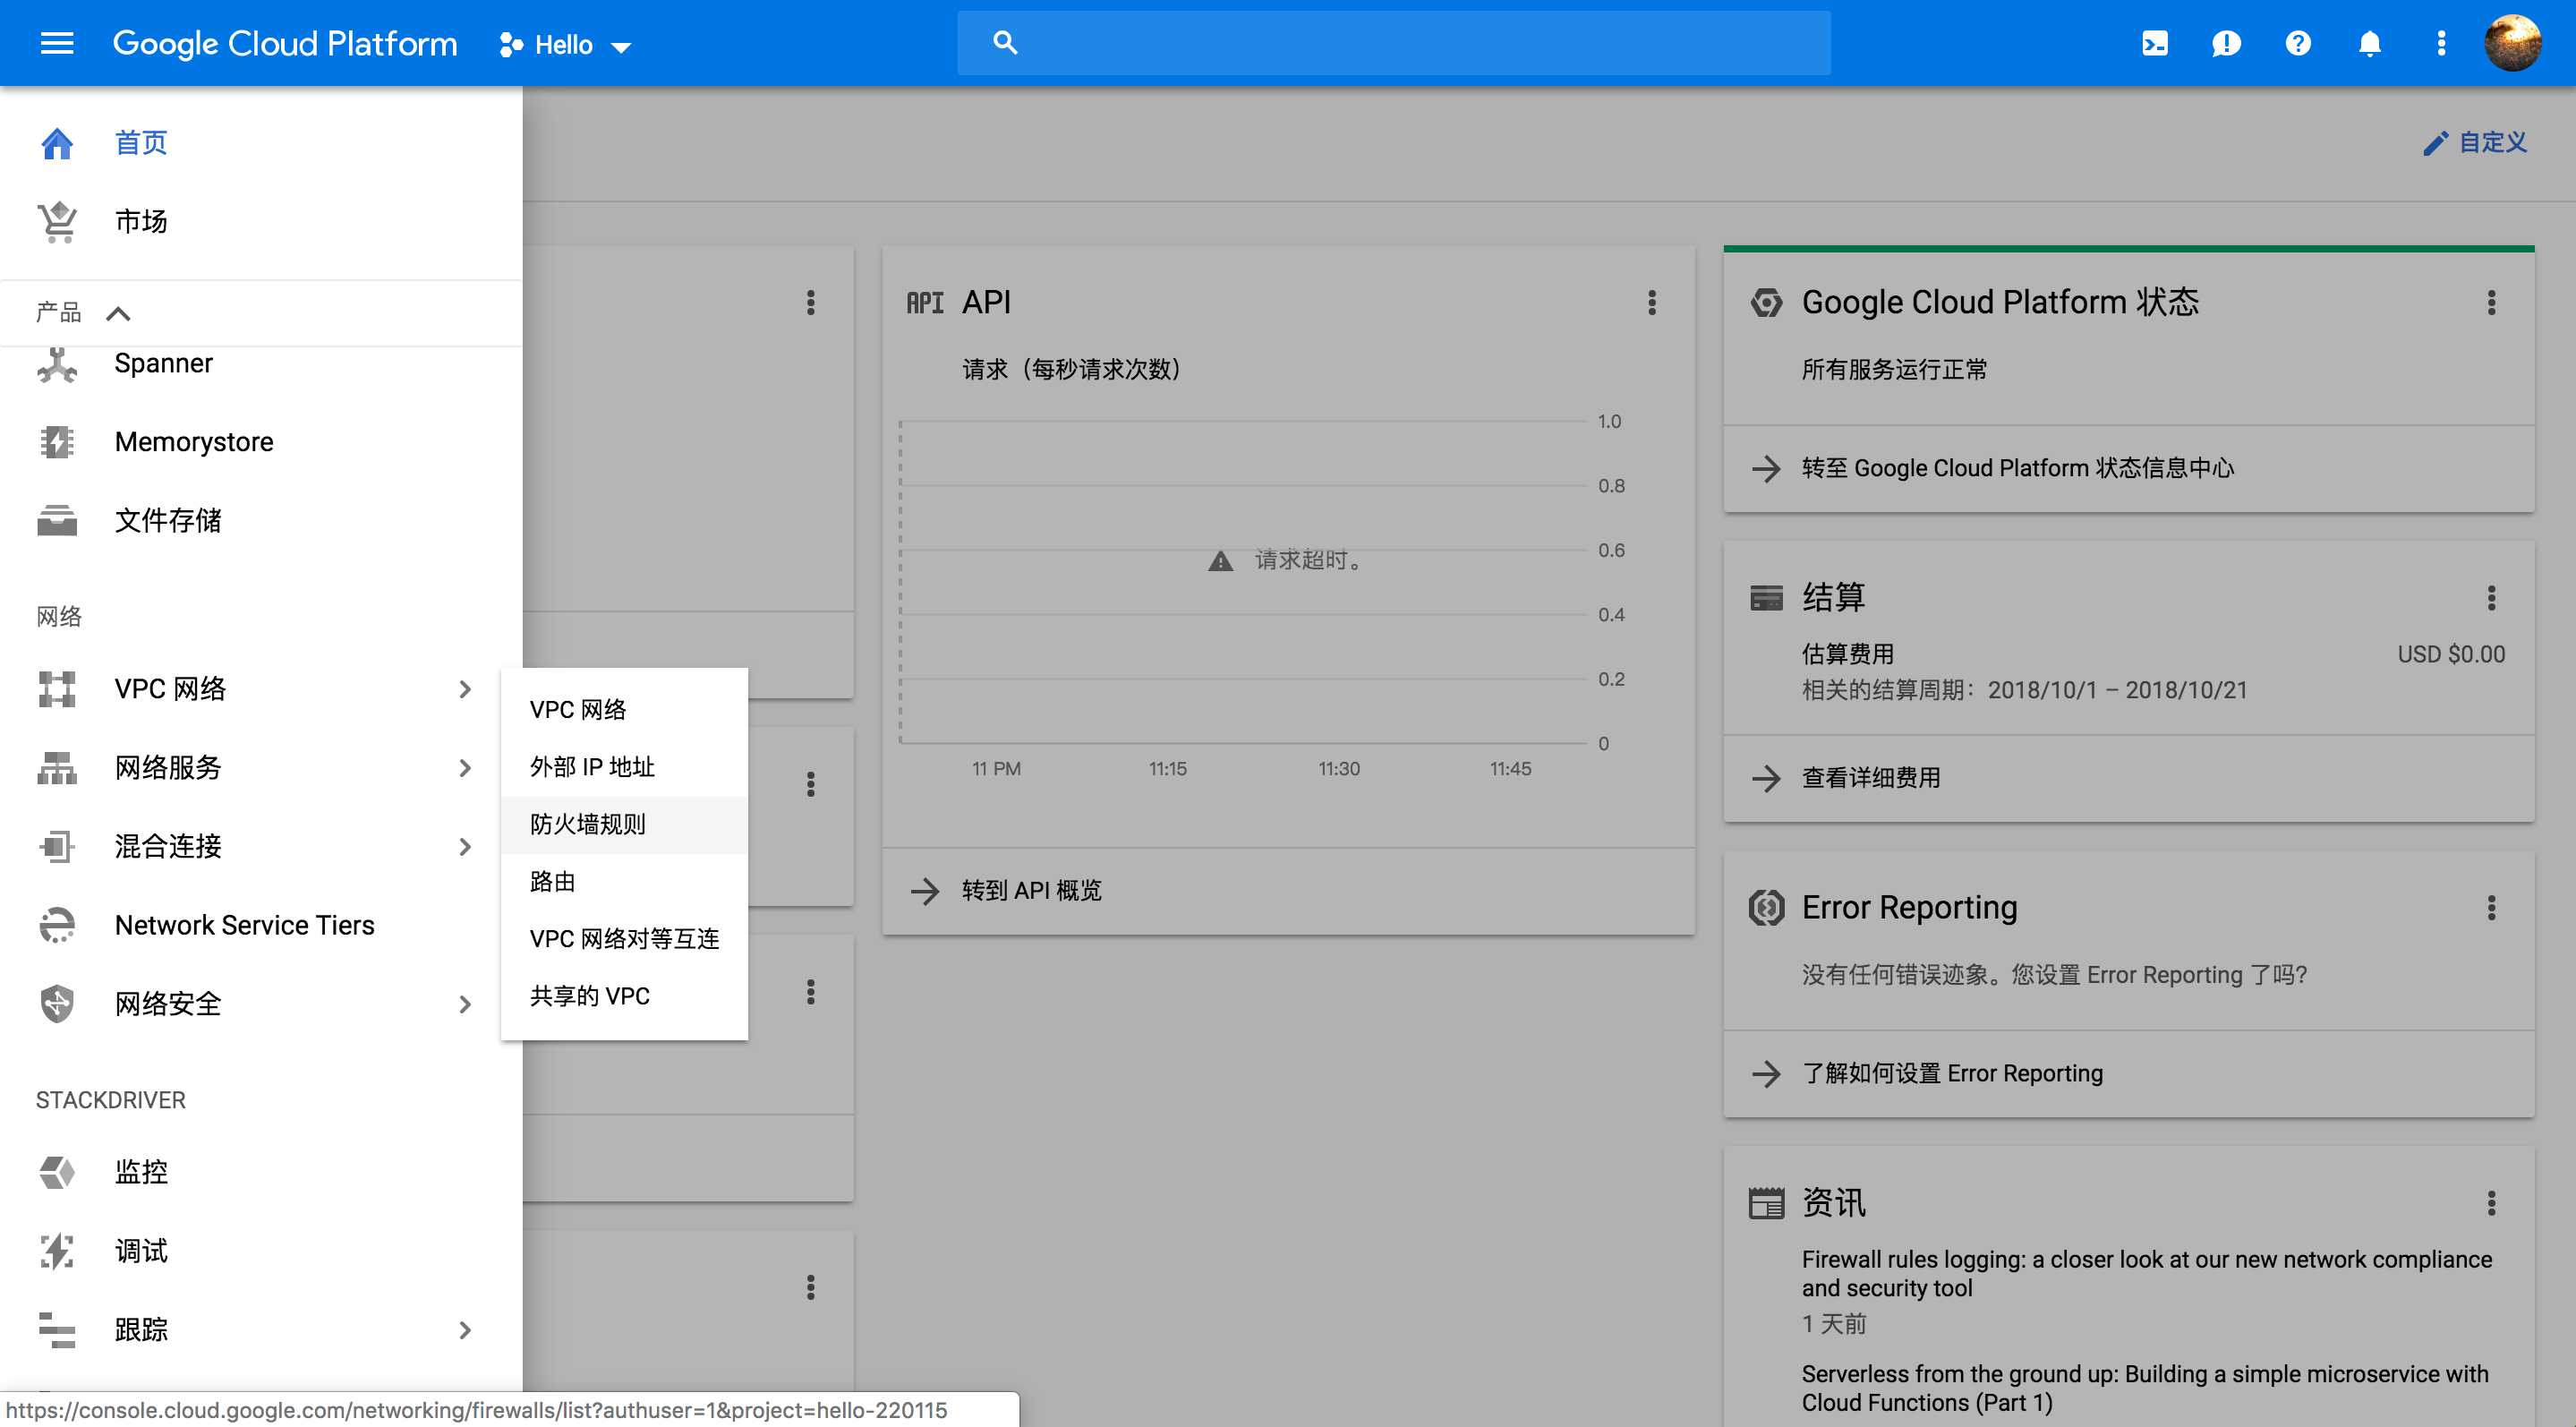 Google Cloud Platform
Hello
首页
市场
产品
Spanner
Memorystore
文件存储
网络
VPC 网络
网络服务
混合连接
Network Service Tiers
网络安全
STACKDRIVER
监控
调试
跟踪
VPC 网络
外部 IP 地址
防火墙规则
路由
VPC 网络对等互连
共享的 VPC
自定义
API API
请求（每秒请求次数）
1.0
0.8
0.6
0.4
0.2
0
请求超时。
11 PM 11:15 11:30 11:45
转到 API 概览
Google Cloud Platform 状态
所有服务运行正常
转至 Google Cloud Platform 状态信息中心
结算
估算费用 USD $0.00
相关的结算周期：2018/10/1 – 2018/10/21
查看详细费用
Error Reporting
没有任何错误迹象。您设置 Error Reporting 了吗?
了解如何设置 Error Reporting
资讯
Firewall rules logging: a closer look at our new network compliance
and security tool
1 天前
Serverless from the ground up: Building a simple microservice with
Cloud Functions (Part 1)
https://console.cloud.google.com/networking/firewalls/list?authuser=1&project=hello-220115